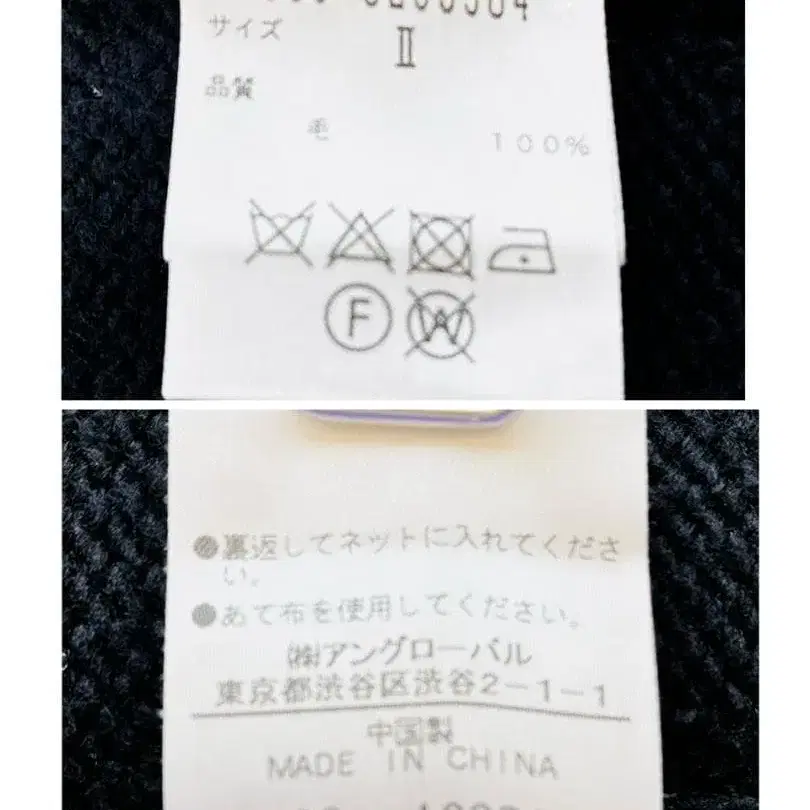 サイズ
II
品質
毛 100%
F
W
●裏返してネットに入れてくださ
い。
●あて布を使用してください。
㈱アングローバル
東京都渋谷区渋谷2-1-1
中国製
MADE IN CHINA